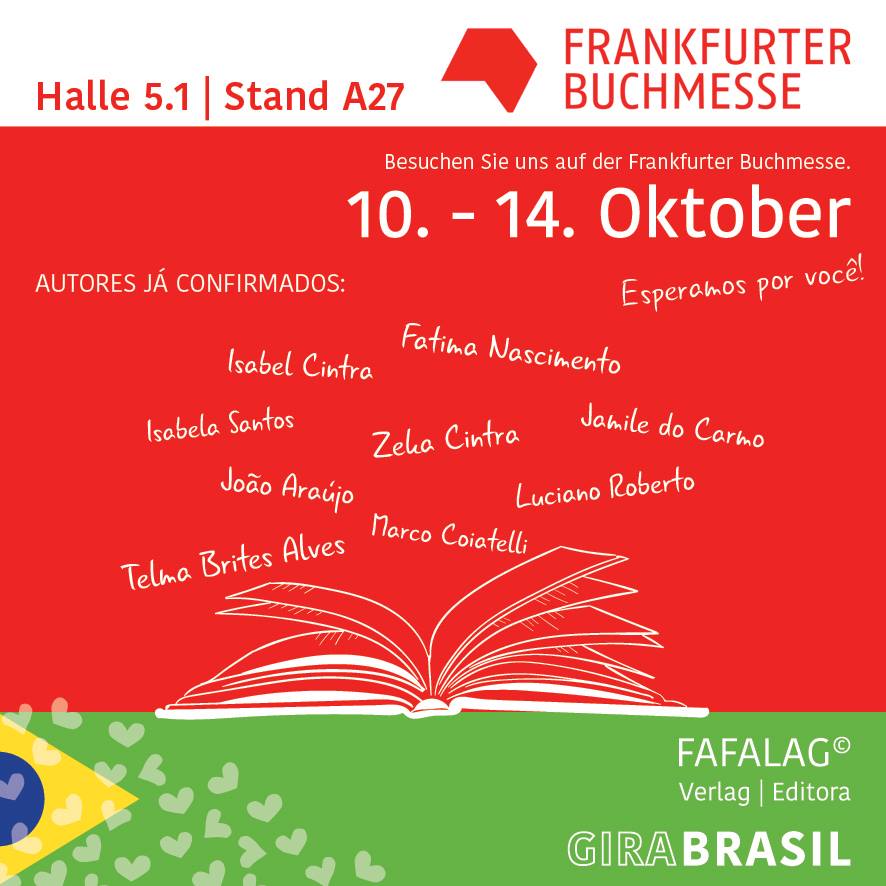 Halle 5.1 | Stand A27
FRANKFURTER
BUCHMESSE
Besuchen Sie uns auf der Frankfurter Buchmesse.
10. - 14. Oktober
AUTORES JÁ CONFIRMADOS:
Esperamos por você!
Fatima Nascimento
Isabel Cintra
Isabela Santos
Zeka Cintra
Jamile do Carmo
João Araújo
Luciano Roberto
Marco Coiatelli
Telma Brites Alves
FAFALAG©
Verlag | Editora
GIRABRASIL